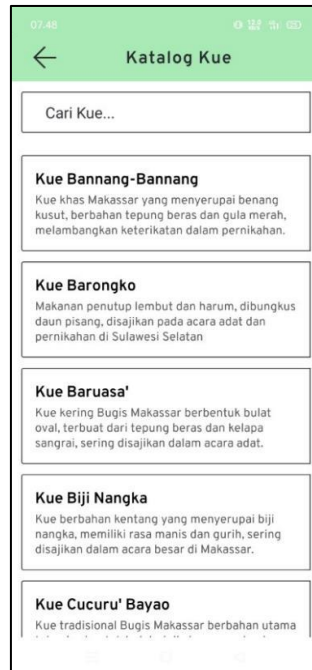 07.48
Katalog Kue
Cari Kue...
Kue Bannang-Bannang
Kue khas Makassar yang menyerupai benang
kusut, berbahan tepung beras dan gula merah,
melambangkan keterikatan dalam pernikahan.
Kue Barongko
Makanan penutup lembut dan harum, dibungkus
daun pisang, disajikan pada acara adat dan
pernikahan di Sulawesi Selatan
Kue Baruasa'
Kue kering Bugis Makassar berbentuk bulat
oval, terbuat dari tepung beras dan kelapa
sangrai, sering disajikan dalam acara adat.
Kue Biji Nangka
Kue berbahan kentang yang menyerupai biji
nangka, memiliki rasa manis dan gurih, sering
disajikan dalam acara besar di Makassar.
Kue Cucuru' Bayao
Kue tradisional Bugis Makassar berbahan utama